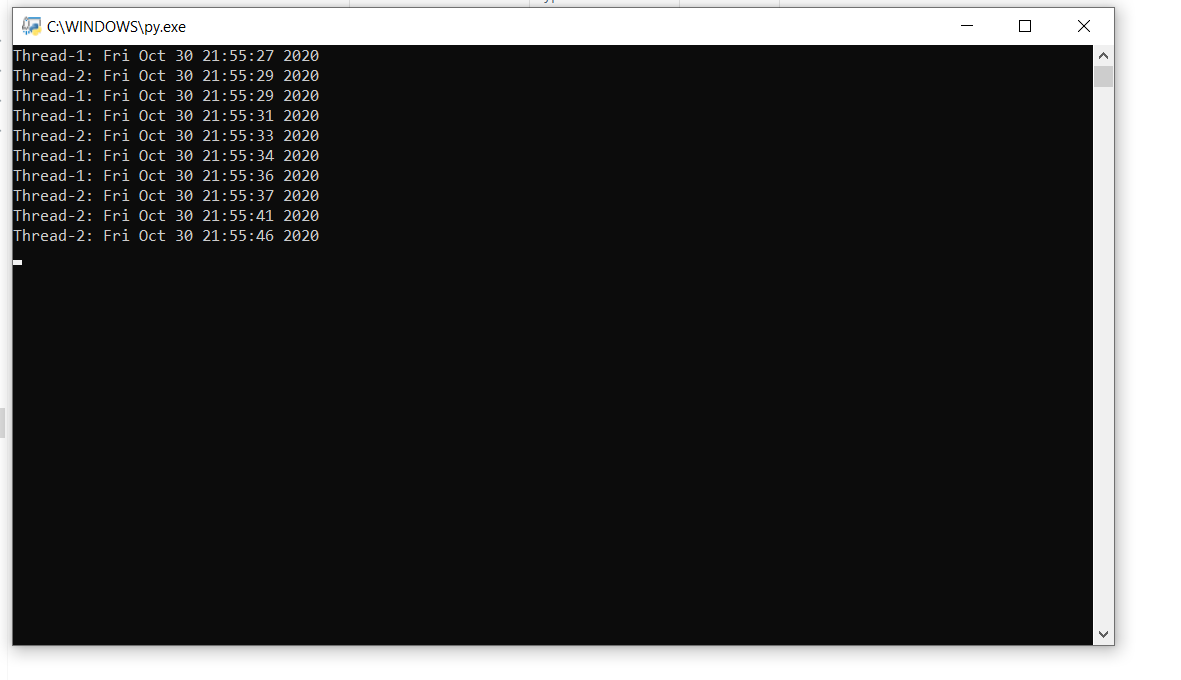 C:\WINDOWS\py.exe
Thread-1: Fri Oct 30 21:55:27 2020
Thread-2: Fri Oct 30 21:55:29 2020
Thread-1: Fri Oct 30 21:55:29 2020
Thread-1: Fri Oct 30 21:55:31 2020
Thread-2: Fri Oct 30 21:55:33 2020
Thread-1: Fri Oct 30 21:55:34 2020
Thread-1: Fri Oct 30 21:55:36 2020
Thread-2: Fri Oct 30 21:55:37 2020
Thread-2: Fri Oct 30 21:55:41 2020
Thread-2: Fri Oct 30 21:55:46 2020